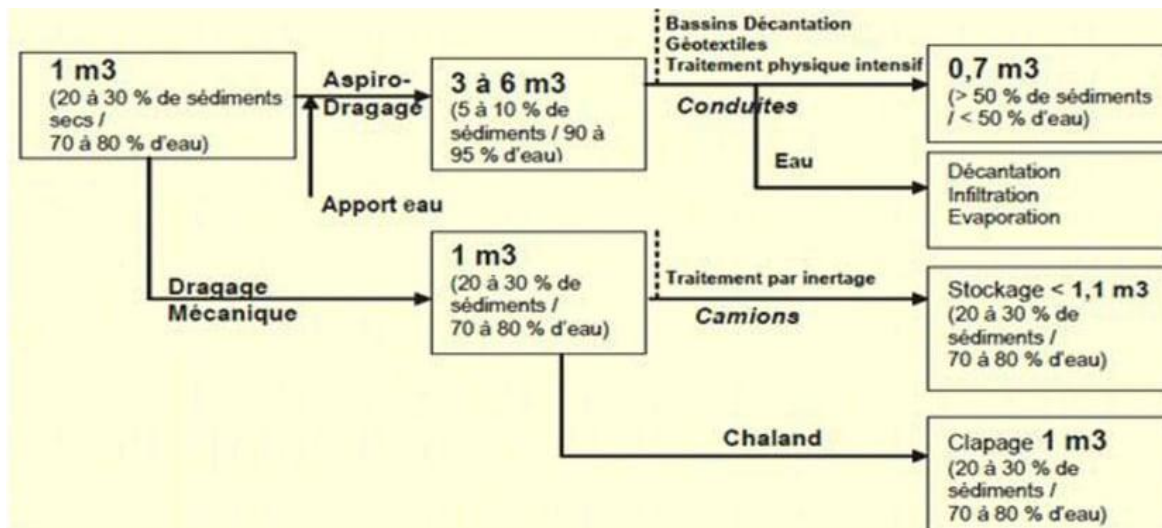 1 m3
(20 à 30 % de sédiments
secs /
70 à 80 % d'eau)
Aspiro-
Dragage
Apport eau
3 à 6 m3
(5 à 10 % de
sédiments / 90 à
95 % d'eau)
Bassins Décantation
Géotextiles
Traitement physique intensif
Conduites
Eau
0,7 m3
(> 50 % de sédiments
/ < 50 % d'eau)
Décantation
Infiltration
Evaporation
Dragage
Mécanique
1 m3
(20 à 30 % de
sédiments /
70 à 80 % d'eau)
Traitement par inertage
Camions
Stockage < 1,1 m3
(20 à 30 % de
sédiments /
70 à 80 % d'eau)
Chaland
Clapage 1 m3
(20 à 30 % de
sédiments /
70 à 80 % d'eau)